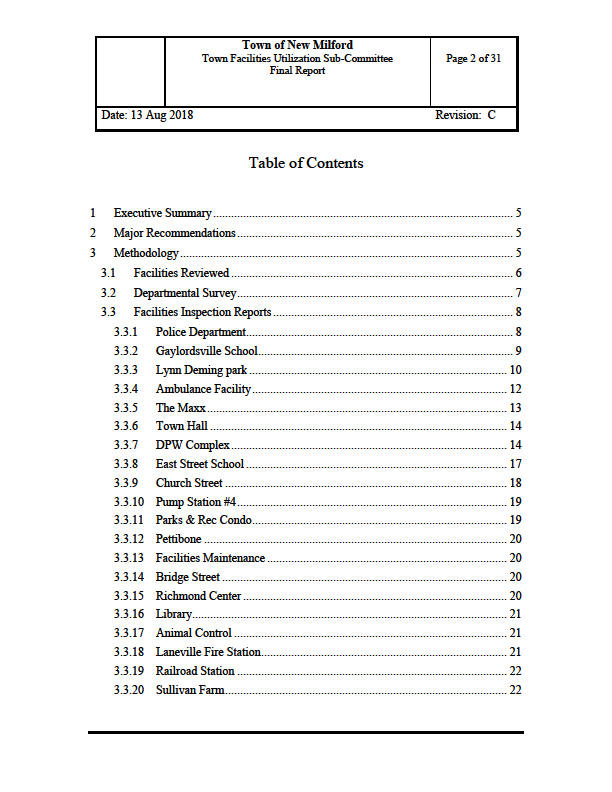 Town of New Milford
Town Facilities Utilization Sub-Committee
Final Report
Page 2 of 31
Date: 13 Aug 2018 Revision: C
Table of Contents
1 Executive Summary 5
2 Major Recommendations 5
3 Methodology 5
3.1 Facilities Reviewed 6
3.2 Departmental Survey 7
3.3 Facilities Inspection Reports 8
3.3.1 Police Department 8
3.3.2 Gaylordsville School 9
3.3.3 Lynn Deming park 10
3.3.4 Ambulance Facility 12
3.3.5 The Maxx 13
3.3.6 Town Hall 14
3.3.7 DPW Complex 14
3.3.8 East Street School 17
3.3.9 Church Street 18
3.3.10 Pump Station #4 19
3.3.11 Parks & Rec Condo 19
3.3.12 Pettibone 20
3.3.13 Facilities Maintenance 20
3.3.14 Bridge Street 20
3.3.15 Richmond Center 20
3.3.16 Library 21
3.3.17 Animal Control 21
3.3.18 Laneville Fire Station 21
3.3.19 Railroad Station 22
3.3.20 Sullivan Farm 22